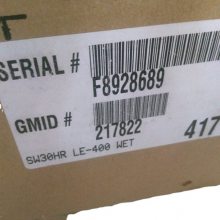 T
SERIAL # F8928689
GMID # 217822
417
SW30HR LE-400 WET